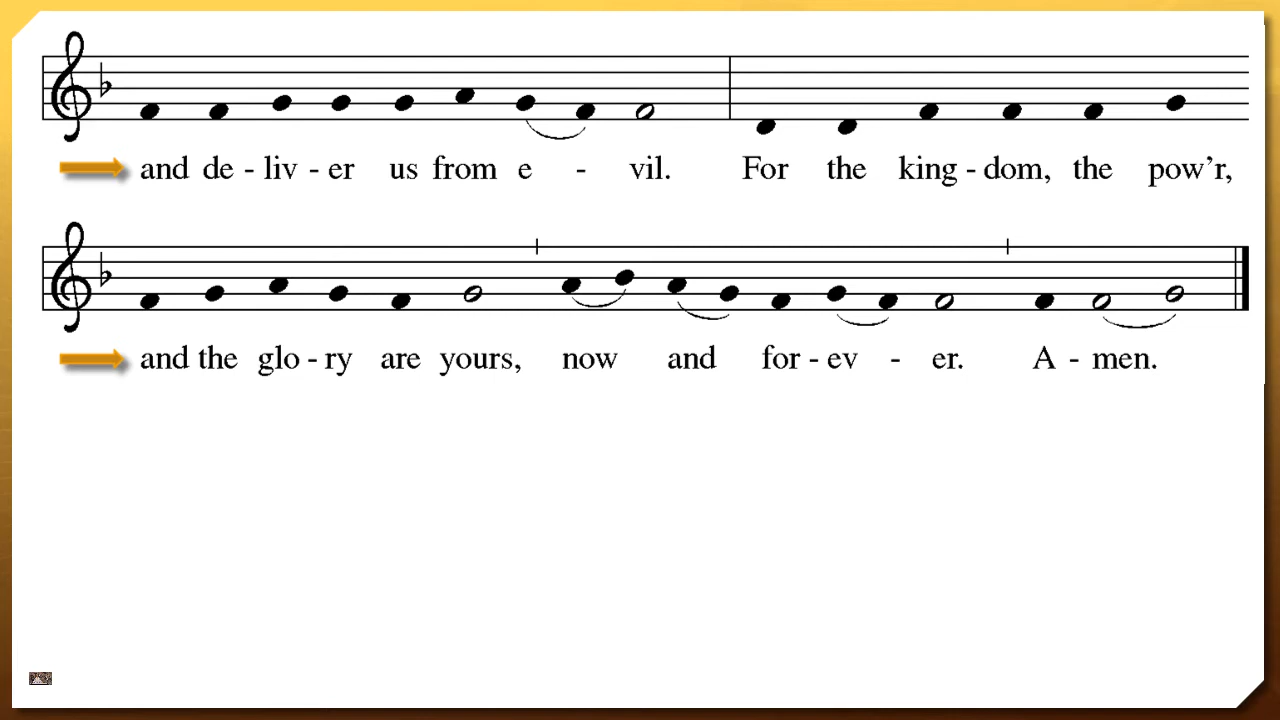 and de - liv - er us from e - vil. For the king - dom, the pow’r,
and the glo - ry are yours, now and for - ev - er. A - men.